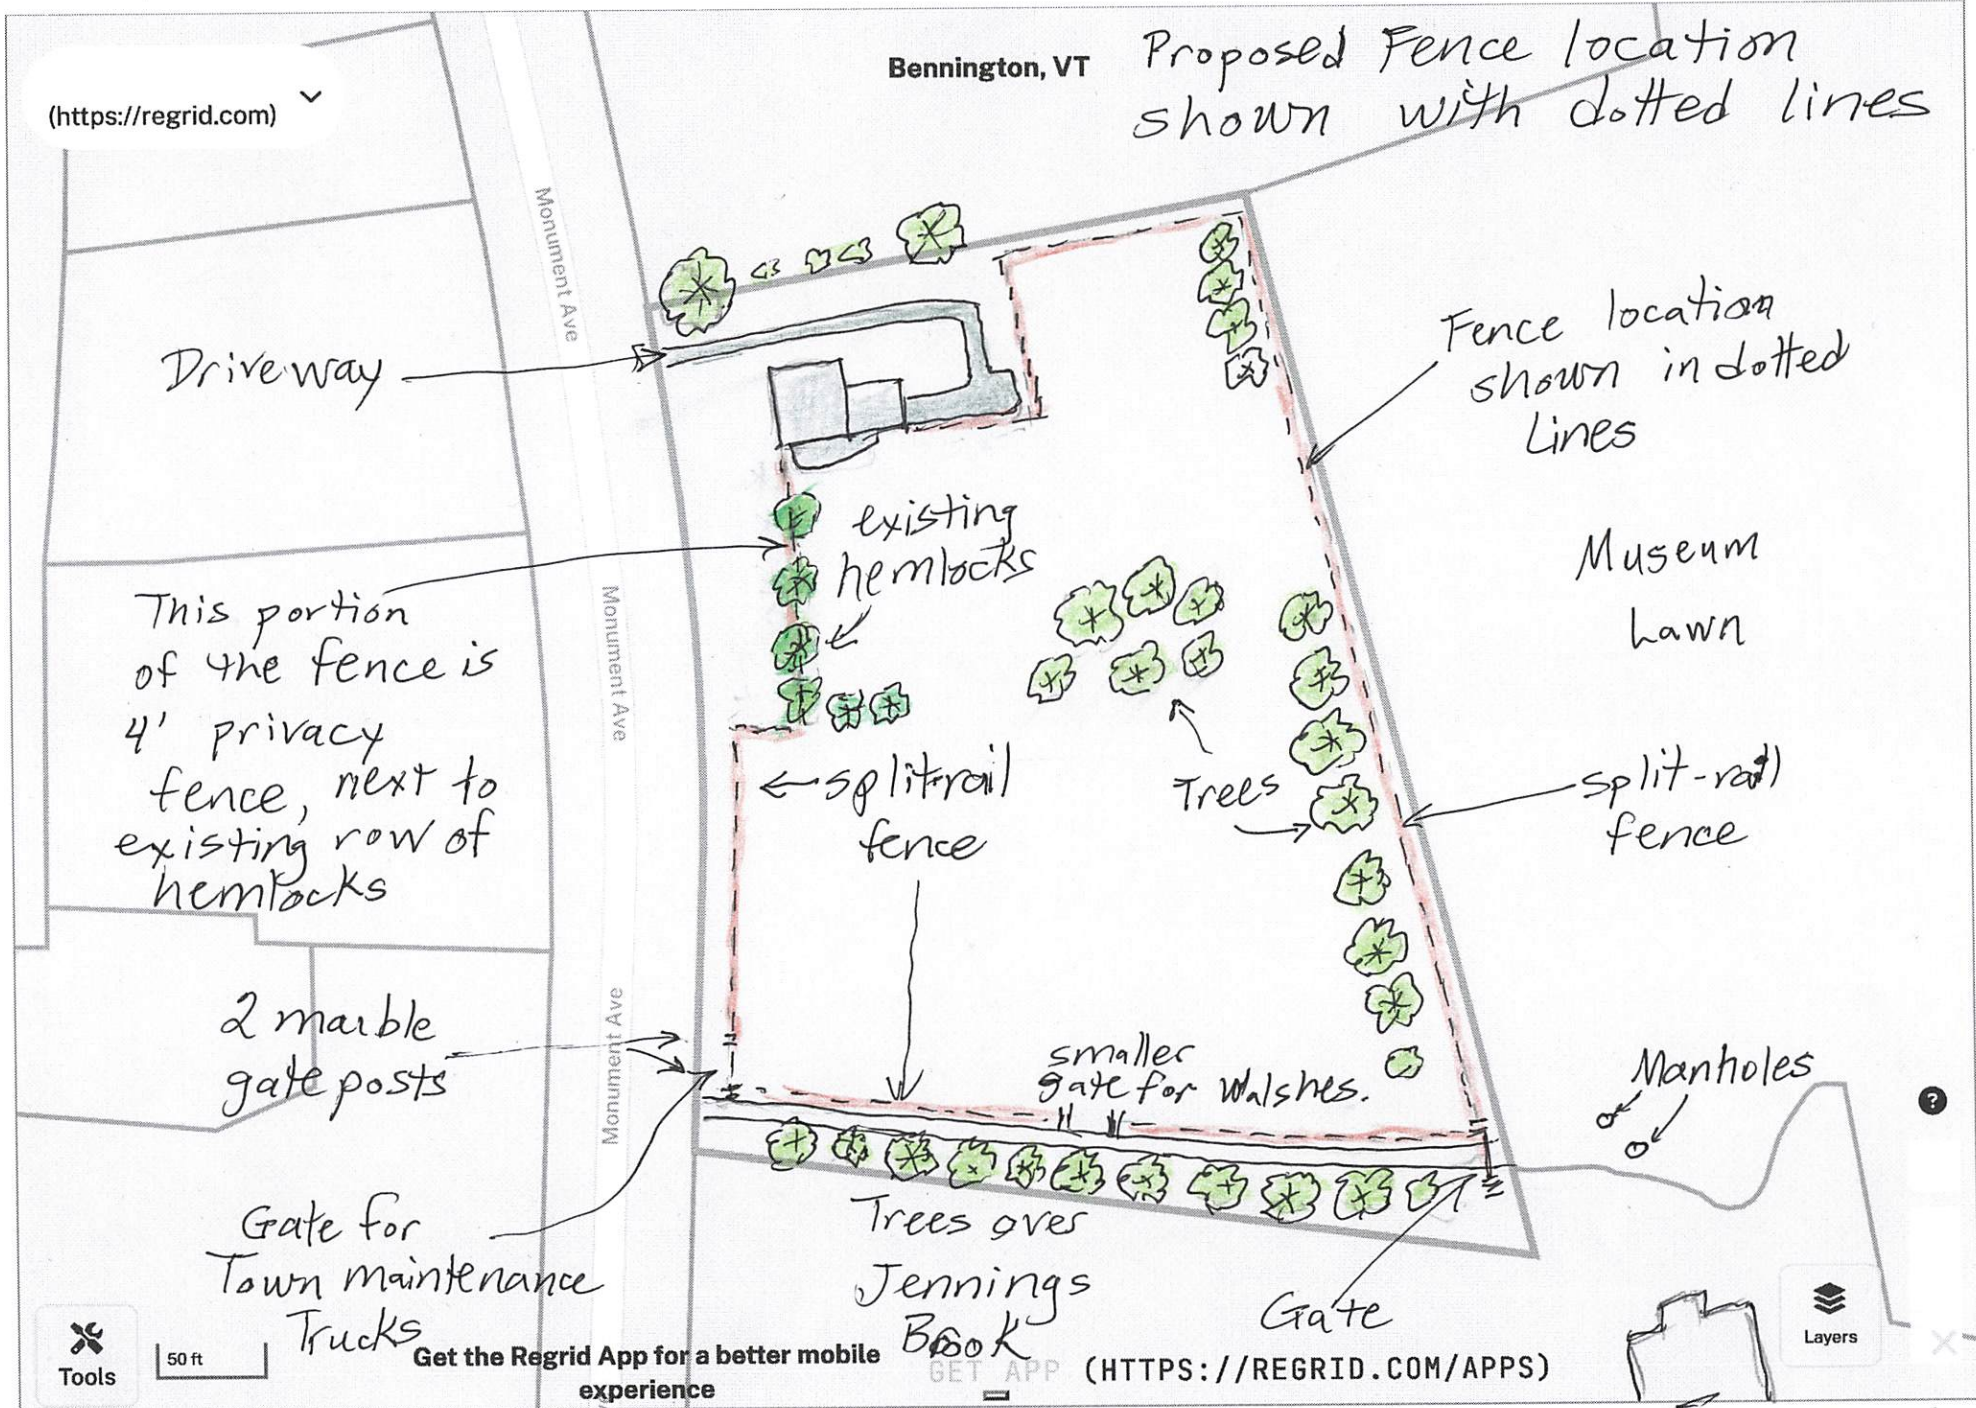 Bennington, VT
Proposed Fence location
shown with dotted lines
(https://regrid.com)
Monument Ave
Driveway
Fence location
shown in dotted
Lines
existing
hemlocks
Museum
Lawn
This portion
of the fence is
4' privacy
fence, next to
existing row of
hemlocks
Monument Ave
split-rail
fence
Trees
split-rail
fence
2 marble
gate posts
Monument Ave
smaller
gate for Walshes.
Manholes
?
Gate for
Town maintenance
Trucks
Trees over
Jennings
Brook
Gate
Tools
50 ft
Get the Regrid App for a better mobile
experience
GET APP
(HTTPS://REGRID.COM/APPS)
Layers